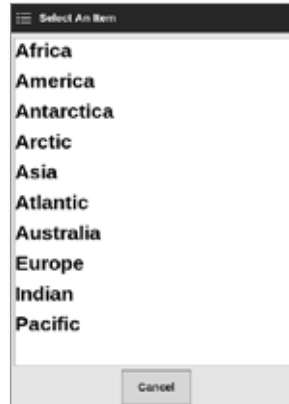 Select An Item
Africa
America
Antarctica
Arctic
Asia
Atlantic
Australia
Europe
Indian
Pacific
Cancel